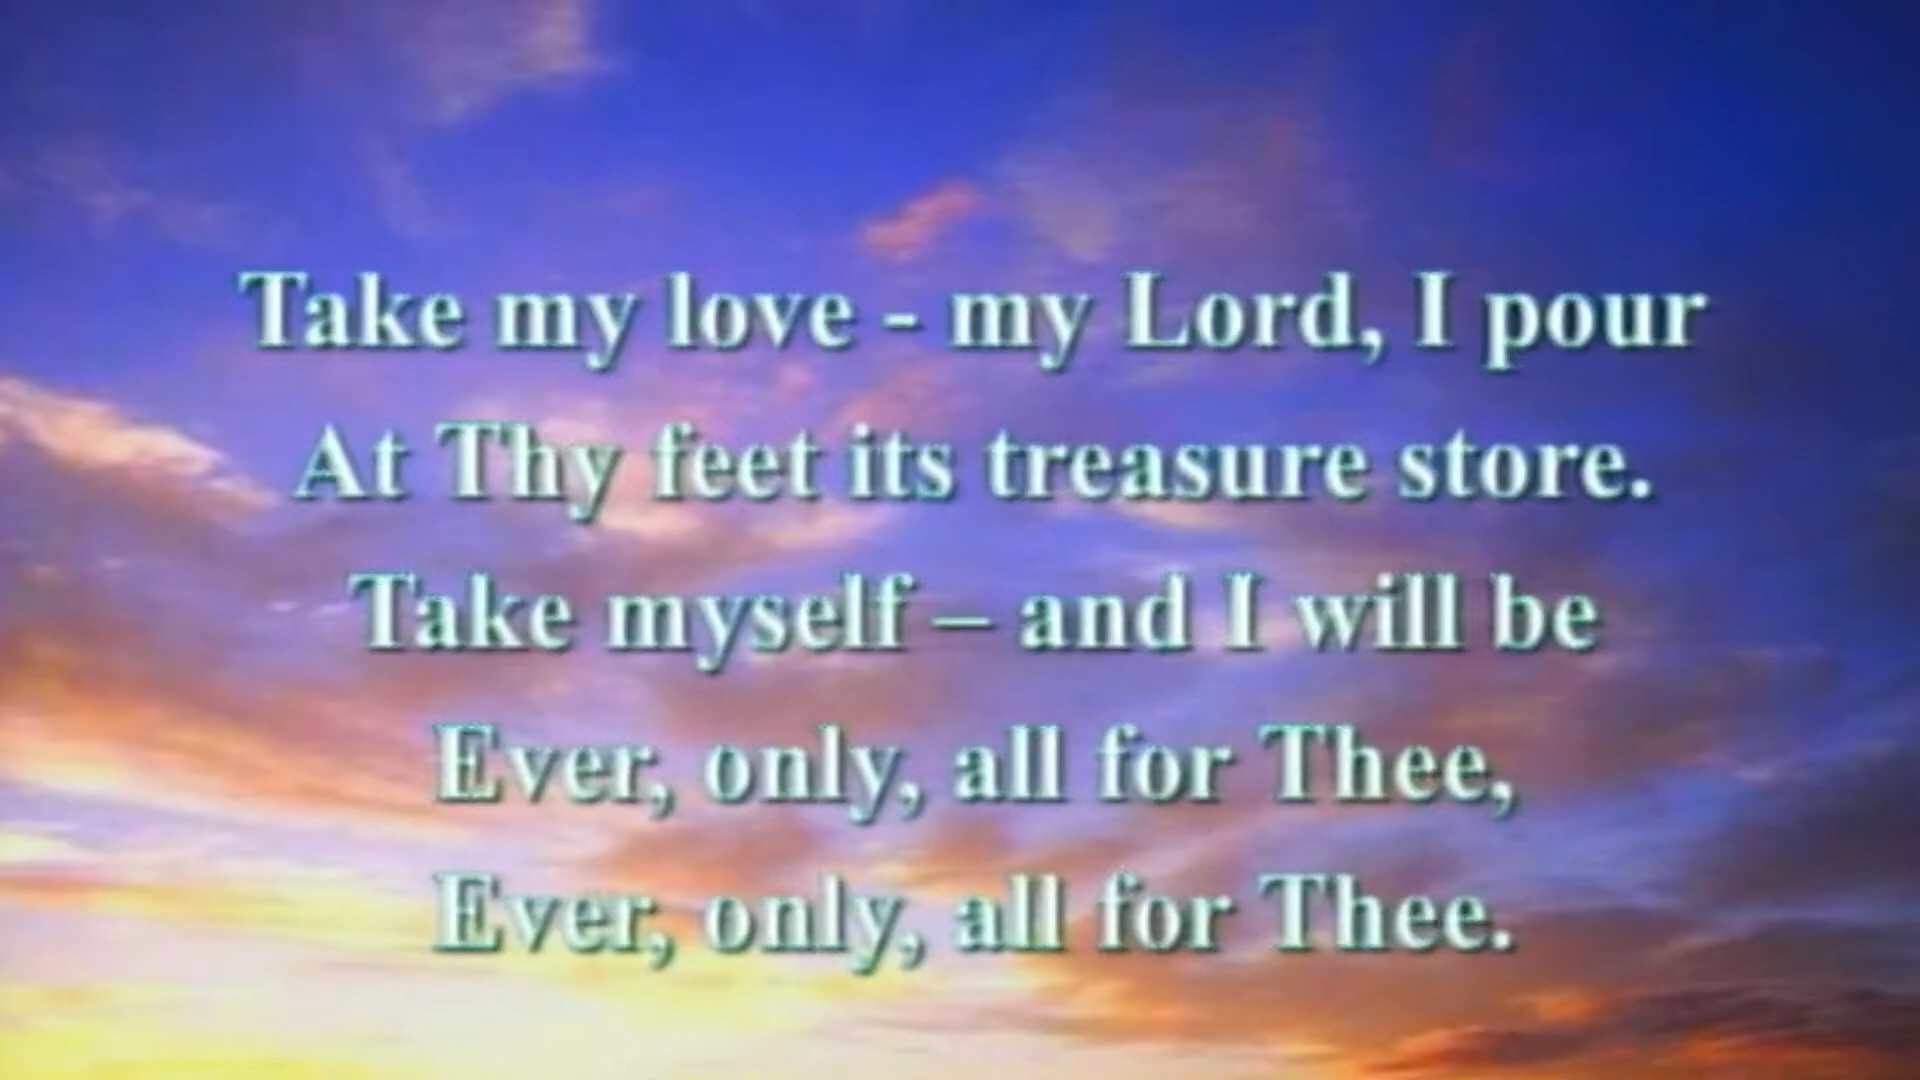 Take my love - my Lord, I pour
At Thy feet its treasure store.
Take myself – and I will be
Ever, only, all for Thee,
Ever, only, all for Thee.